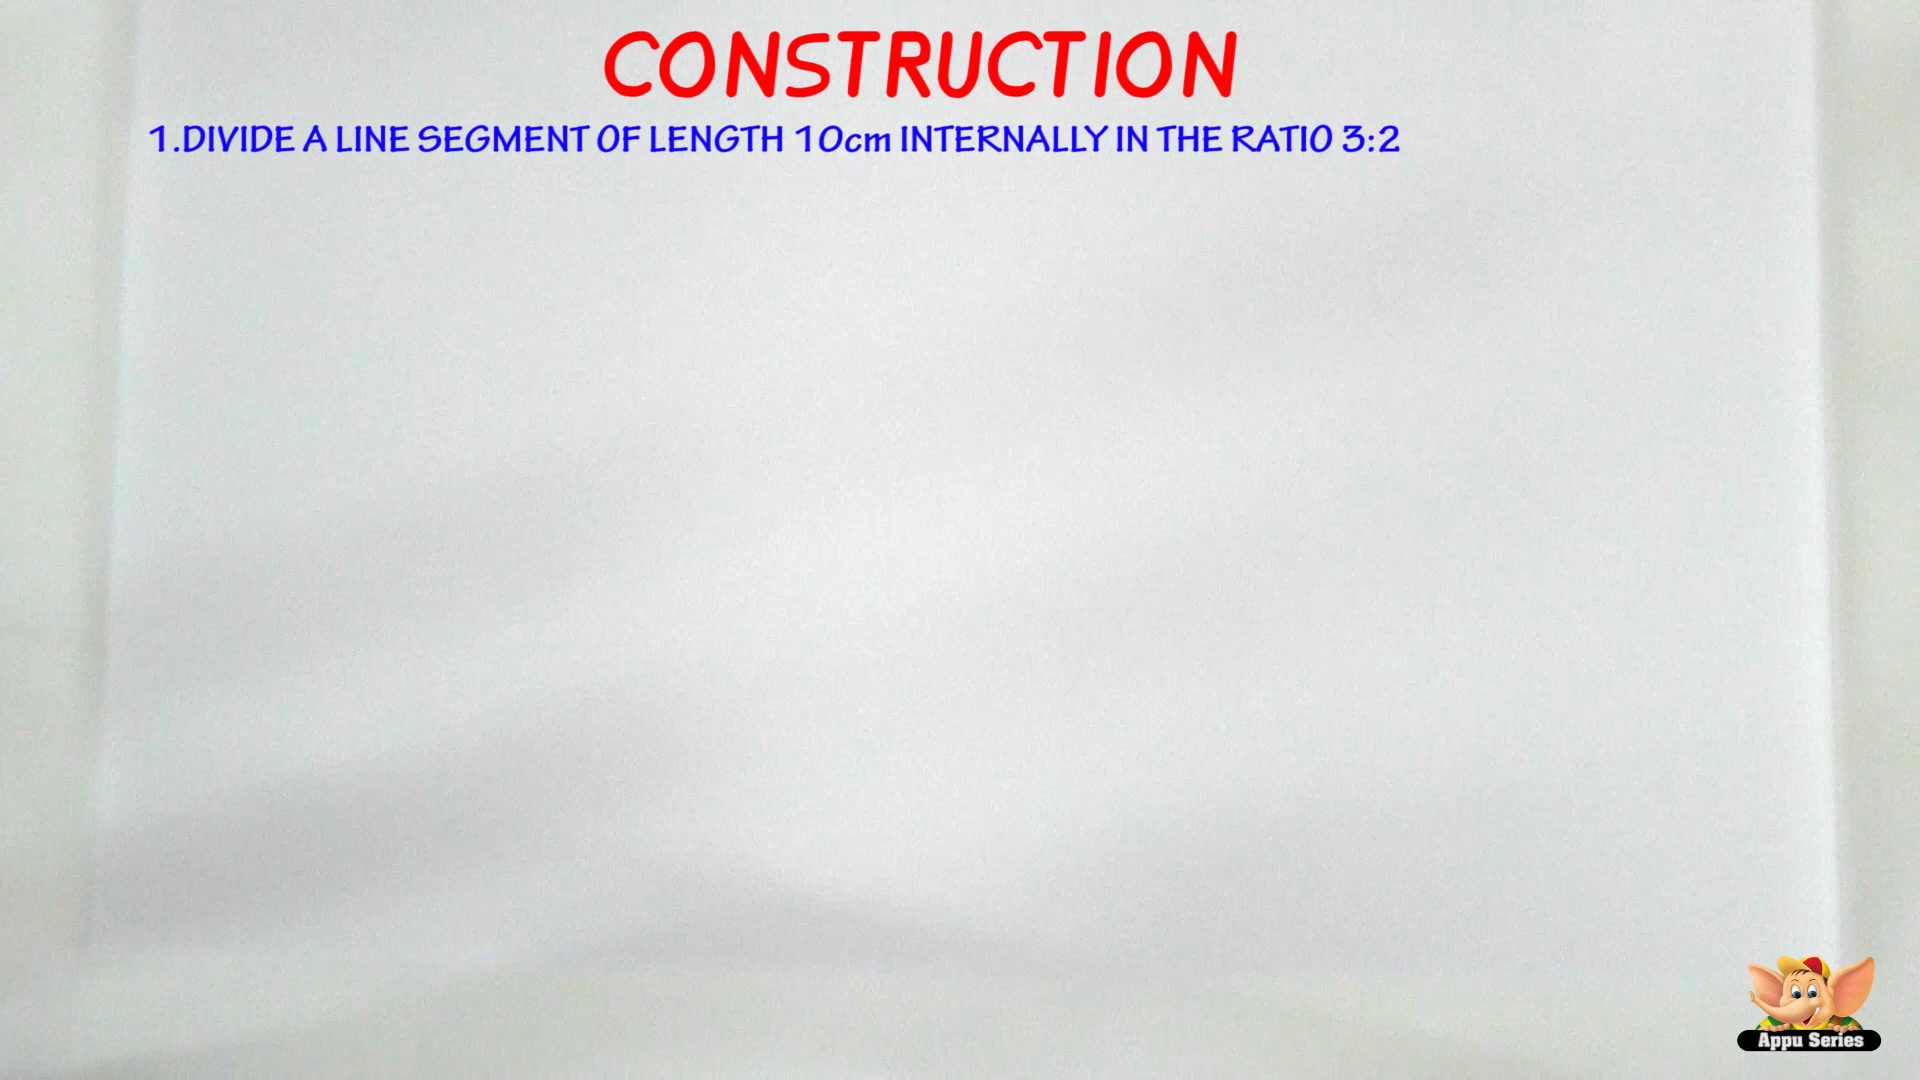 CONSTRUCTION
1.DIVIDE A LINE SEGMENT OF LENGTH 10cm INTERNALLY IN THE RATIO 3:2
Appu Series